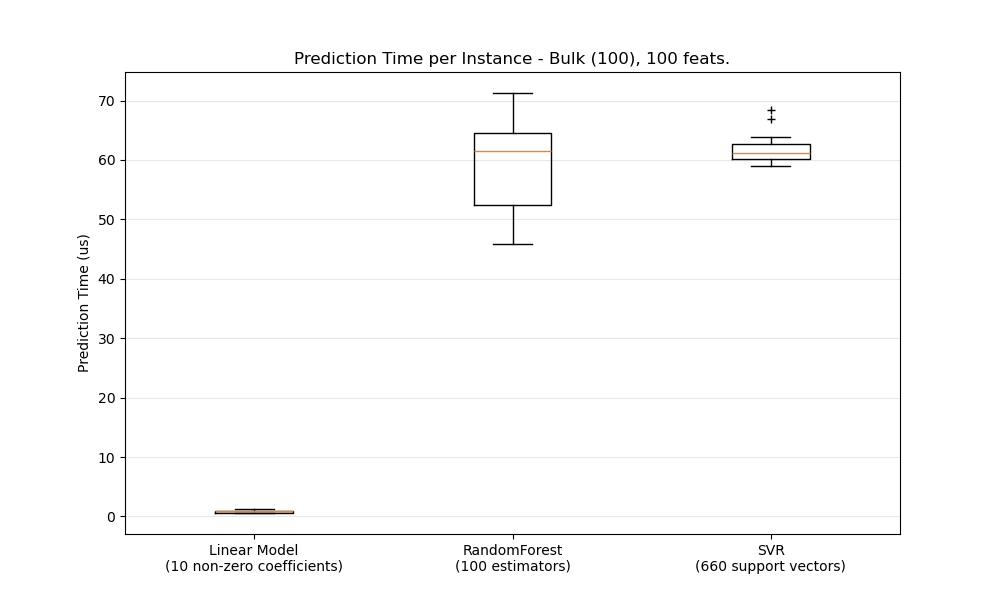 Prediction Time per Instance - Bulk (100), 100 feats.
Prediction Time (us)
70
60
50
40
30
20
10
0
Linear Model
(10 non-zero coefficients)
RandomForest
(100 estimators)
SVR
(660 support vectors)